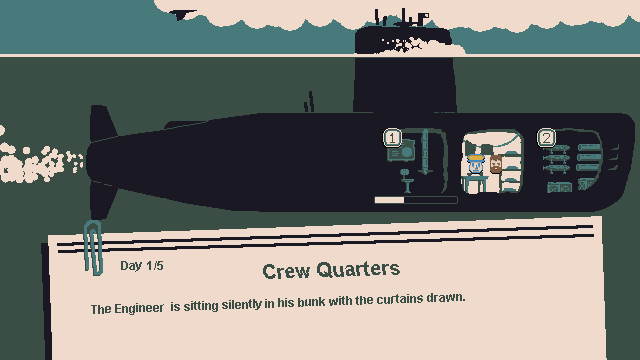 1
2
Day 1/5
Crew Quarters
The Engineer is sitting silently in his bunk with the curtains drawn.